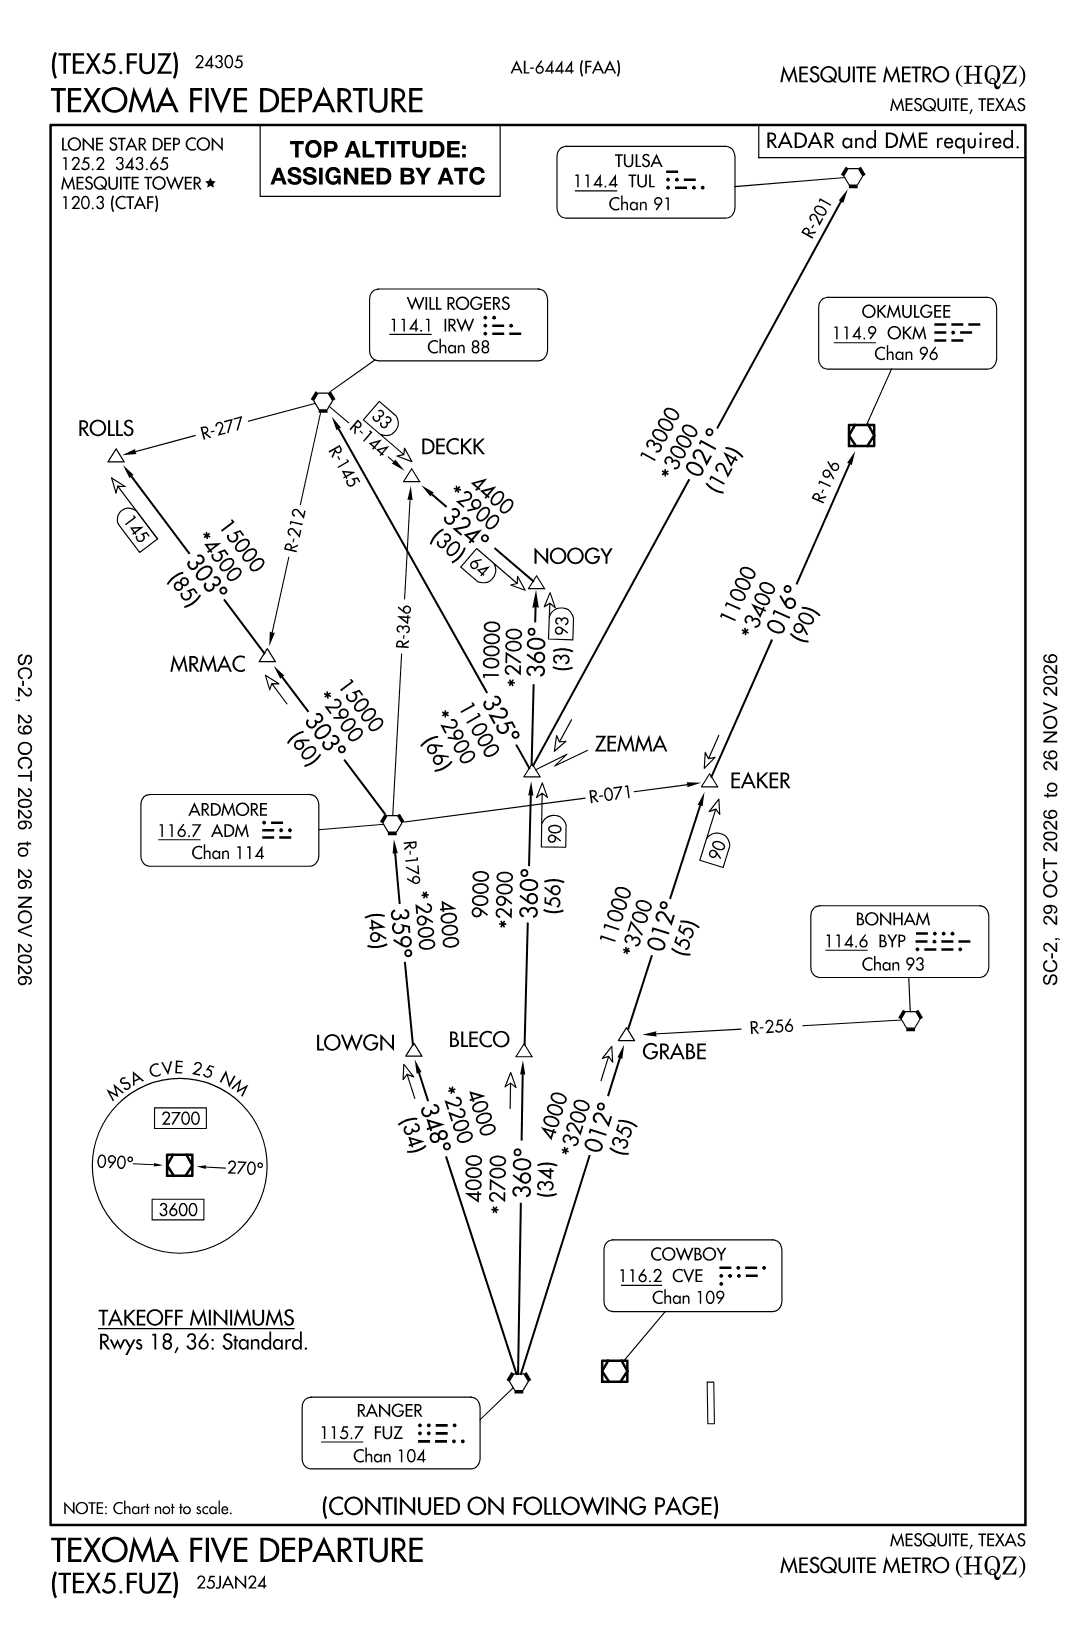 (TEX5.FUZ) 24305
AL-6444 (FAA)
MESQUITE METRO (HQZ)
TEXOMA FIVE DEPARTURE
MESQUITE, TEXAS
LONE STAR DEP CON
125.2 343.65
MESQUITE TOWER ★
120.3 (CTAF)
TOP ALTITUDE:
ASSIGNED BY ATC
RADAR and DME required.
TULSA
114.4 TUL
Chan 91
R-201
WILL ROGERS
114.1 IRW
Chan 88
OKMULGEE
114.9 OKM
Chan 96
R-196
ROLLS
R-277
33
R-144
DECKK
R-145
R-212
13000
*3000
021°
(124)
4400
*2900
324°
(30)
64
NOOGY
145
15000
*4500
303°
(85)
R-346
93
10000
*2700
360°
(3)
11000
*3400
016°
(90)
MRMAC
15000
*2900
303°
(60)
325°
11000
*2900
(66)
ZEMMA
EAKER
R-071
ARDMORE
116.7 ADM
Chan 114
R-179
90
90
4000
*2600
359°
(46)
9000
*2900
360°
(56)
11000
*3700
012°
(55)
BONHAM
114.6 BYP
Chan 93
R-256
LOWGN
BLECO
GRABE
MSA CVE 25 NM
2700
090°
270°
3600
4000
*2200
348°
(34)
4000
*2700
360°
(34)
4000
*3200
012°
(35)
COWBOY
116.2 CVE
Chan 109
TAKEOFF MINIMUMS
Rwys 18, 36: Standard.
RANGER
115.7 FUZ
Chan 104
NOTE: Chart not to scale.
(CONTINUED ON FOLLOWING PAGE)
TEXOMA FIVE DEPARTURE
MESQUITE, TEXAS
(TEX5.FUZ) 25JAN24
MESQUITE METRO (HQZ)
SC-2, 29 OCT 2026 to 26 NOV 2026
SC-2, 29 OCT 2026 to 26 NOV 2026